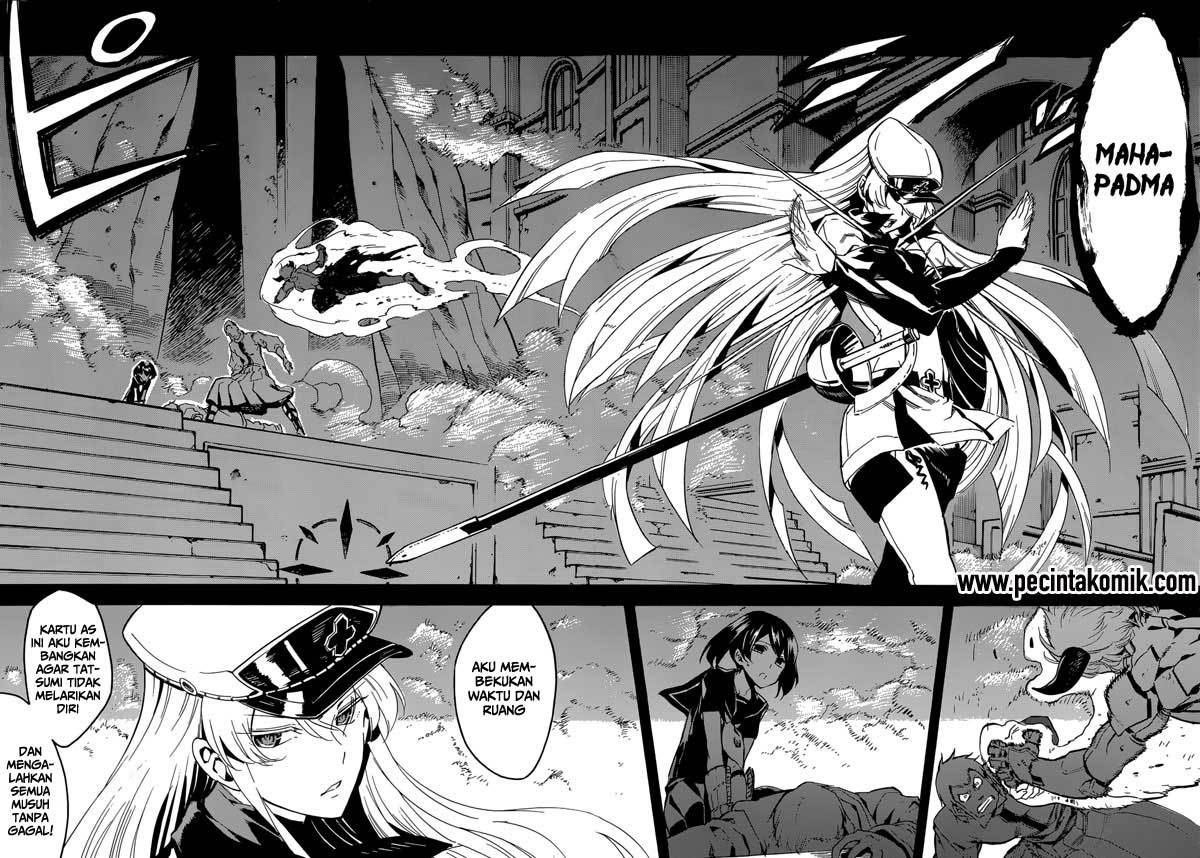 ピ
MAHA-
PADMA
www.pecintakomik.com
AKU MEM-
BEKUKAN
WAKTU DAN
RUANG
KARTU AS
INI AKU KEM-
BANGKAN
AGAR TAT-
SUMI TIDAK
MELARIKAN
DIRI
DAN
MENGA-
LAHKAN
SEMUA
MUSUH
TANPA
GAGAL!